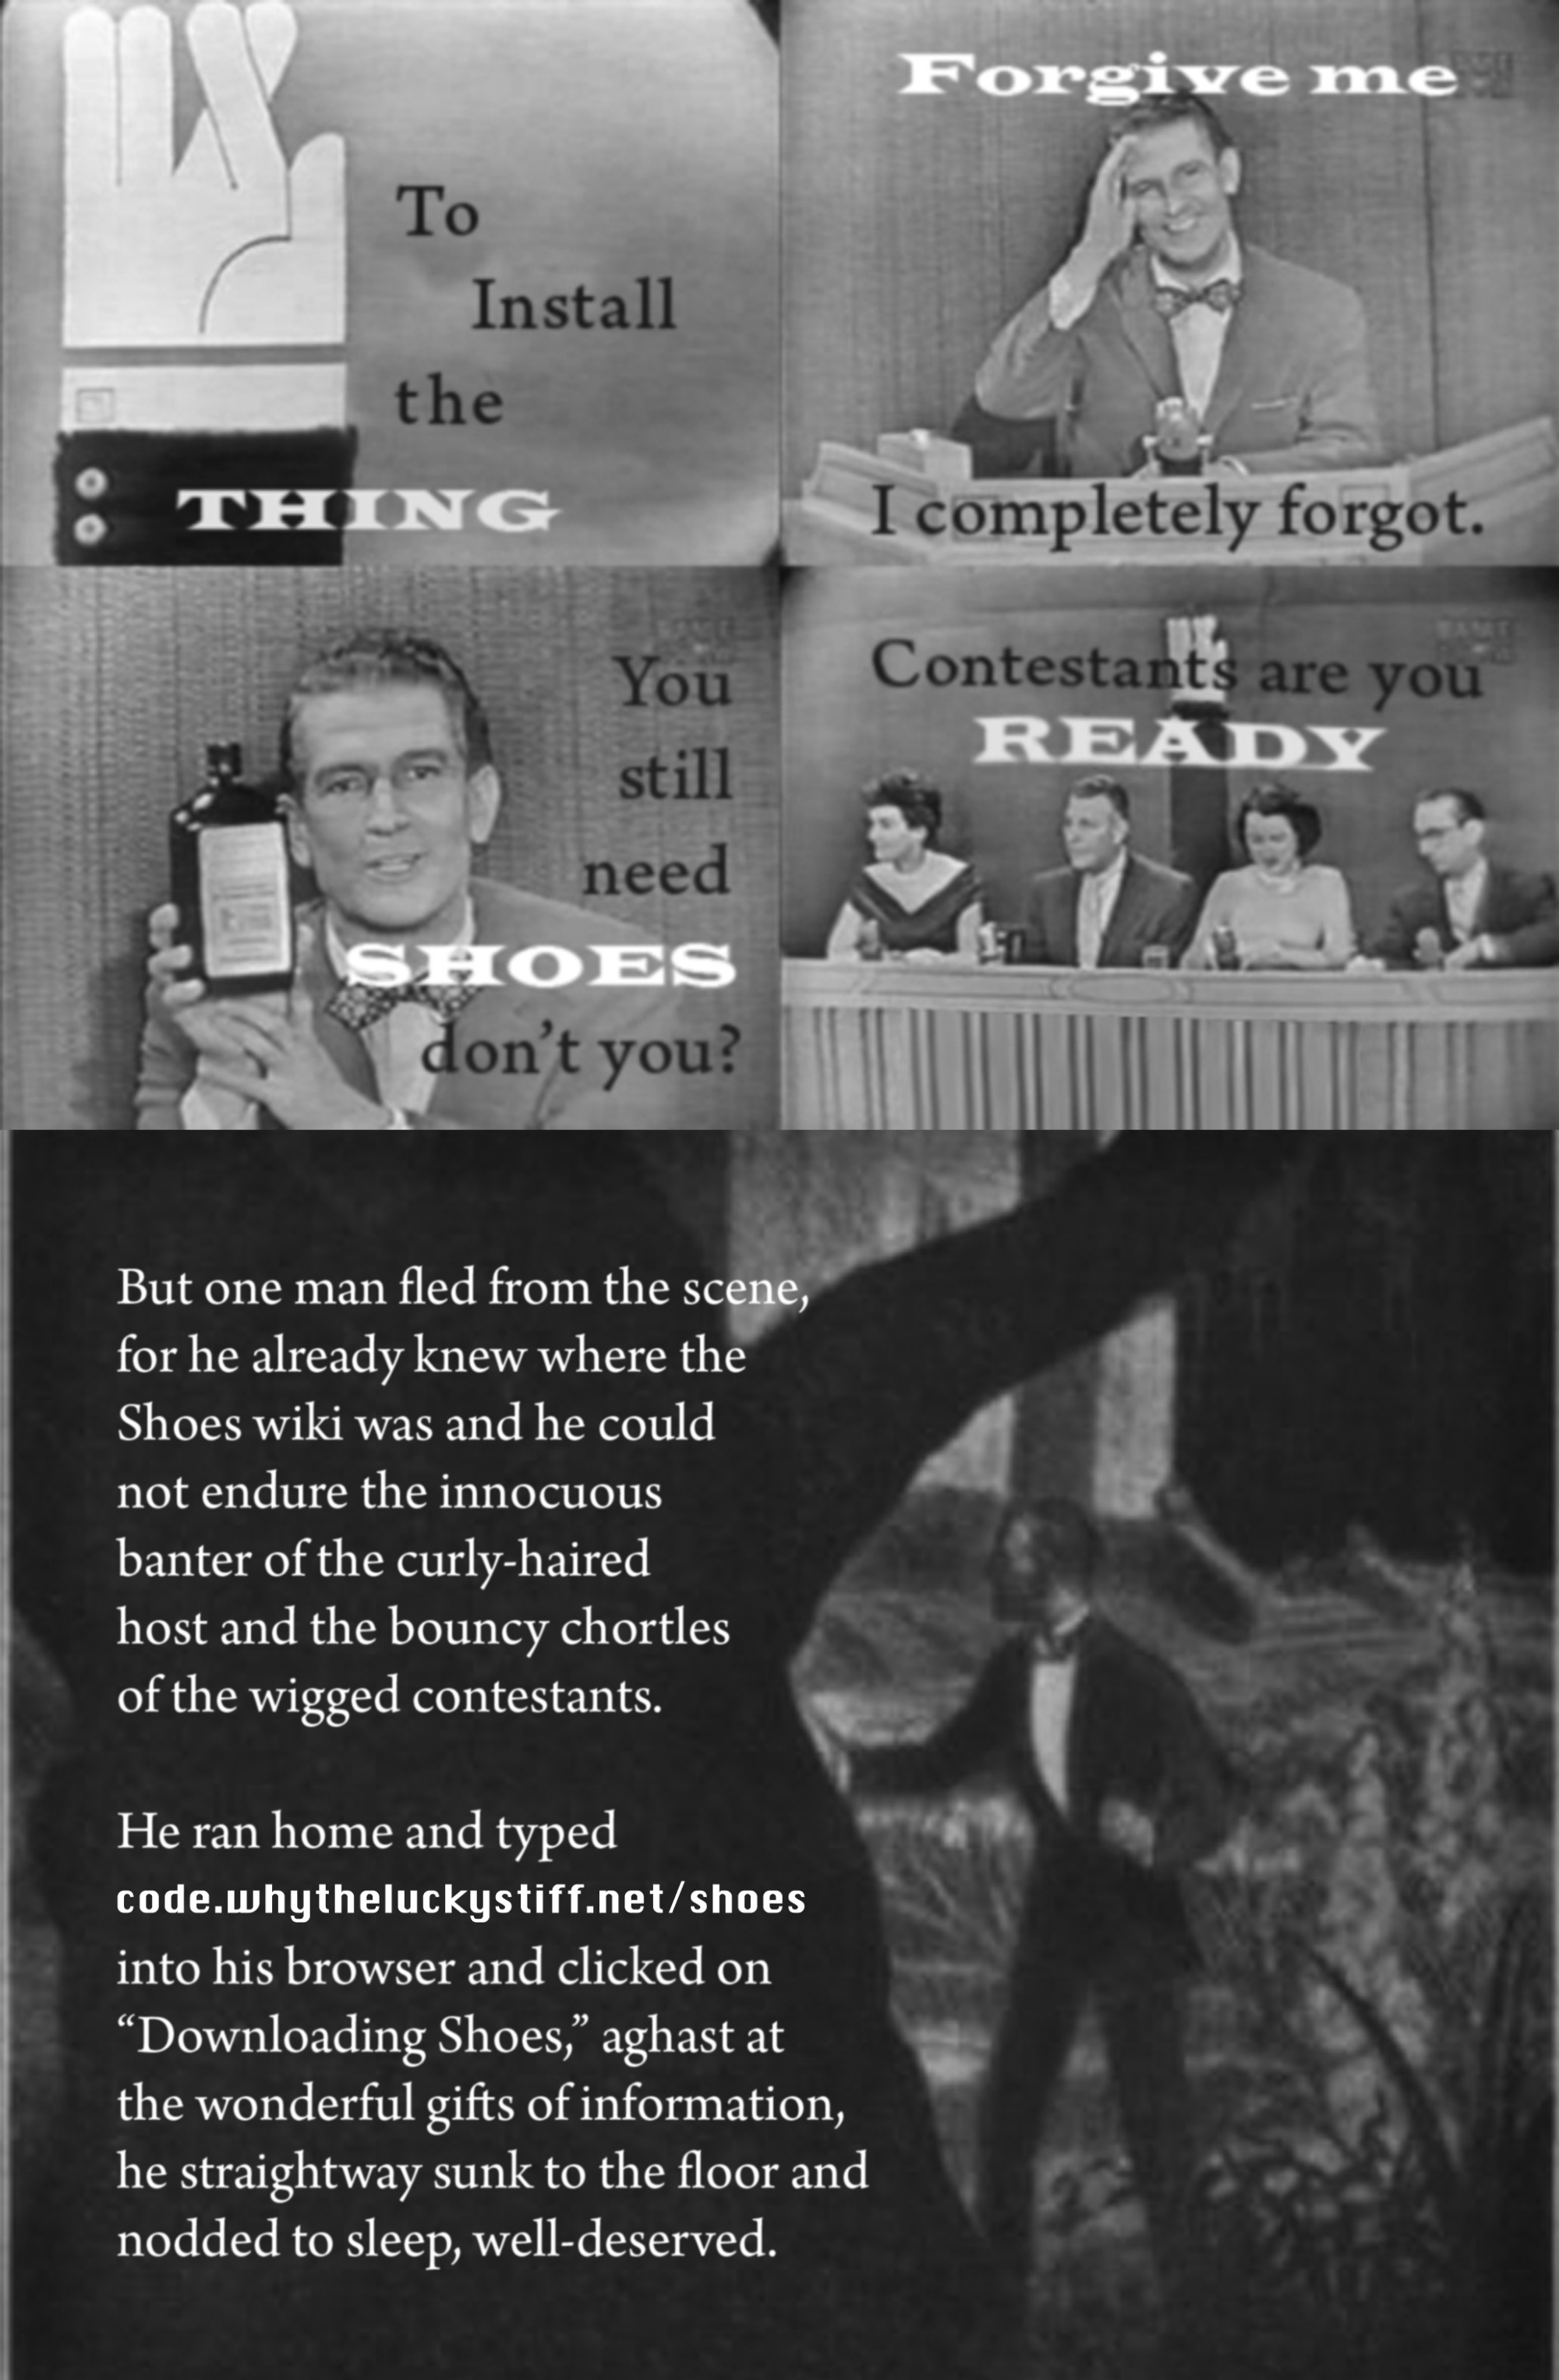 To
Install
the
THING
Forgive me
I completely forgot.
You
still
need
SHOES
don't you?
Contestants are you
READY
But one man fled from the scene,
for he already knew where the
Shoes wiki was and he could
not endure the innocuous
banter of the curly-haired
host and the bouncy chortles
of the wigged contestants.
He ran home and typed
code.whytheluckystiff.net/shoes
into his browser and clicked on
“Downloading Shoes,” aghast at
the wonderful gifts of information,
he straightway sunk to the floor and
nodded to sleep, well-deserved.